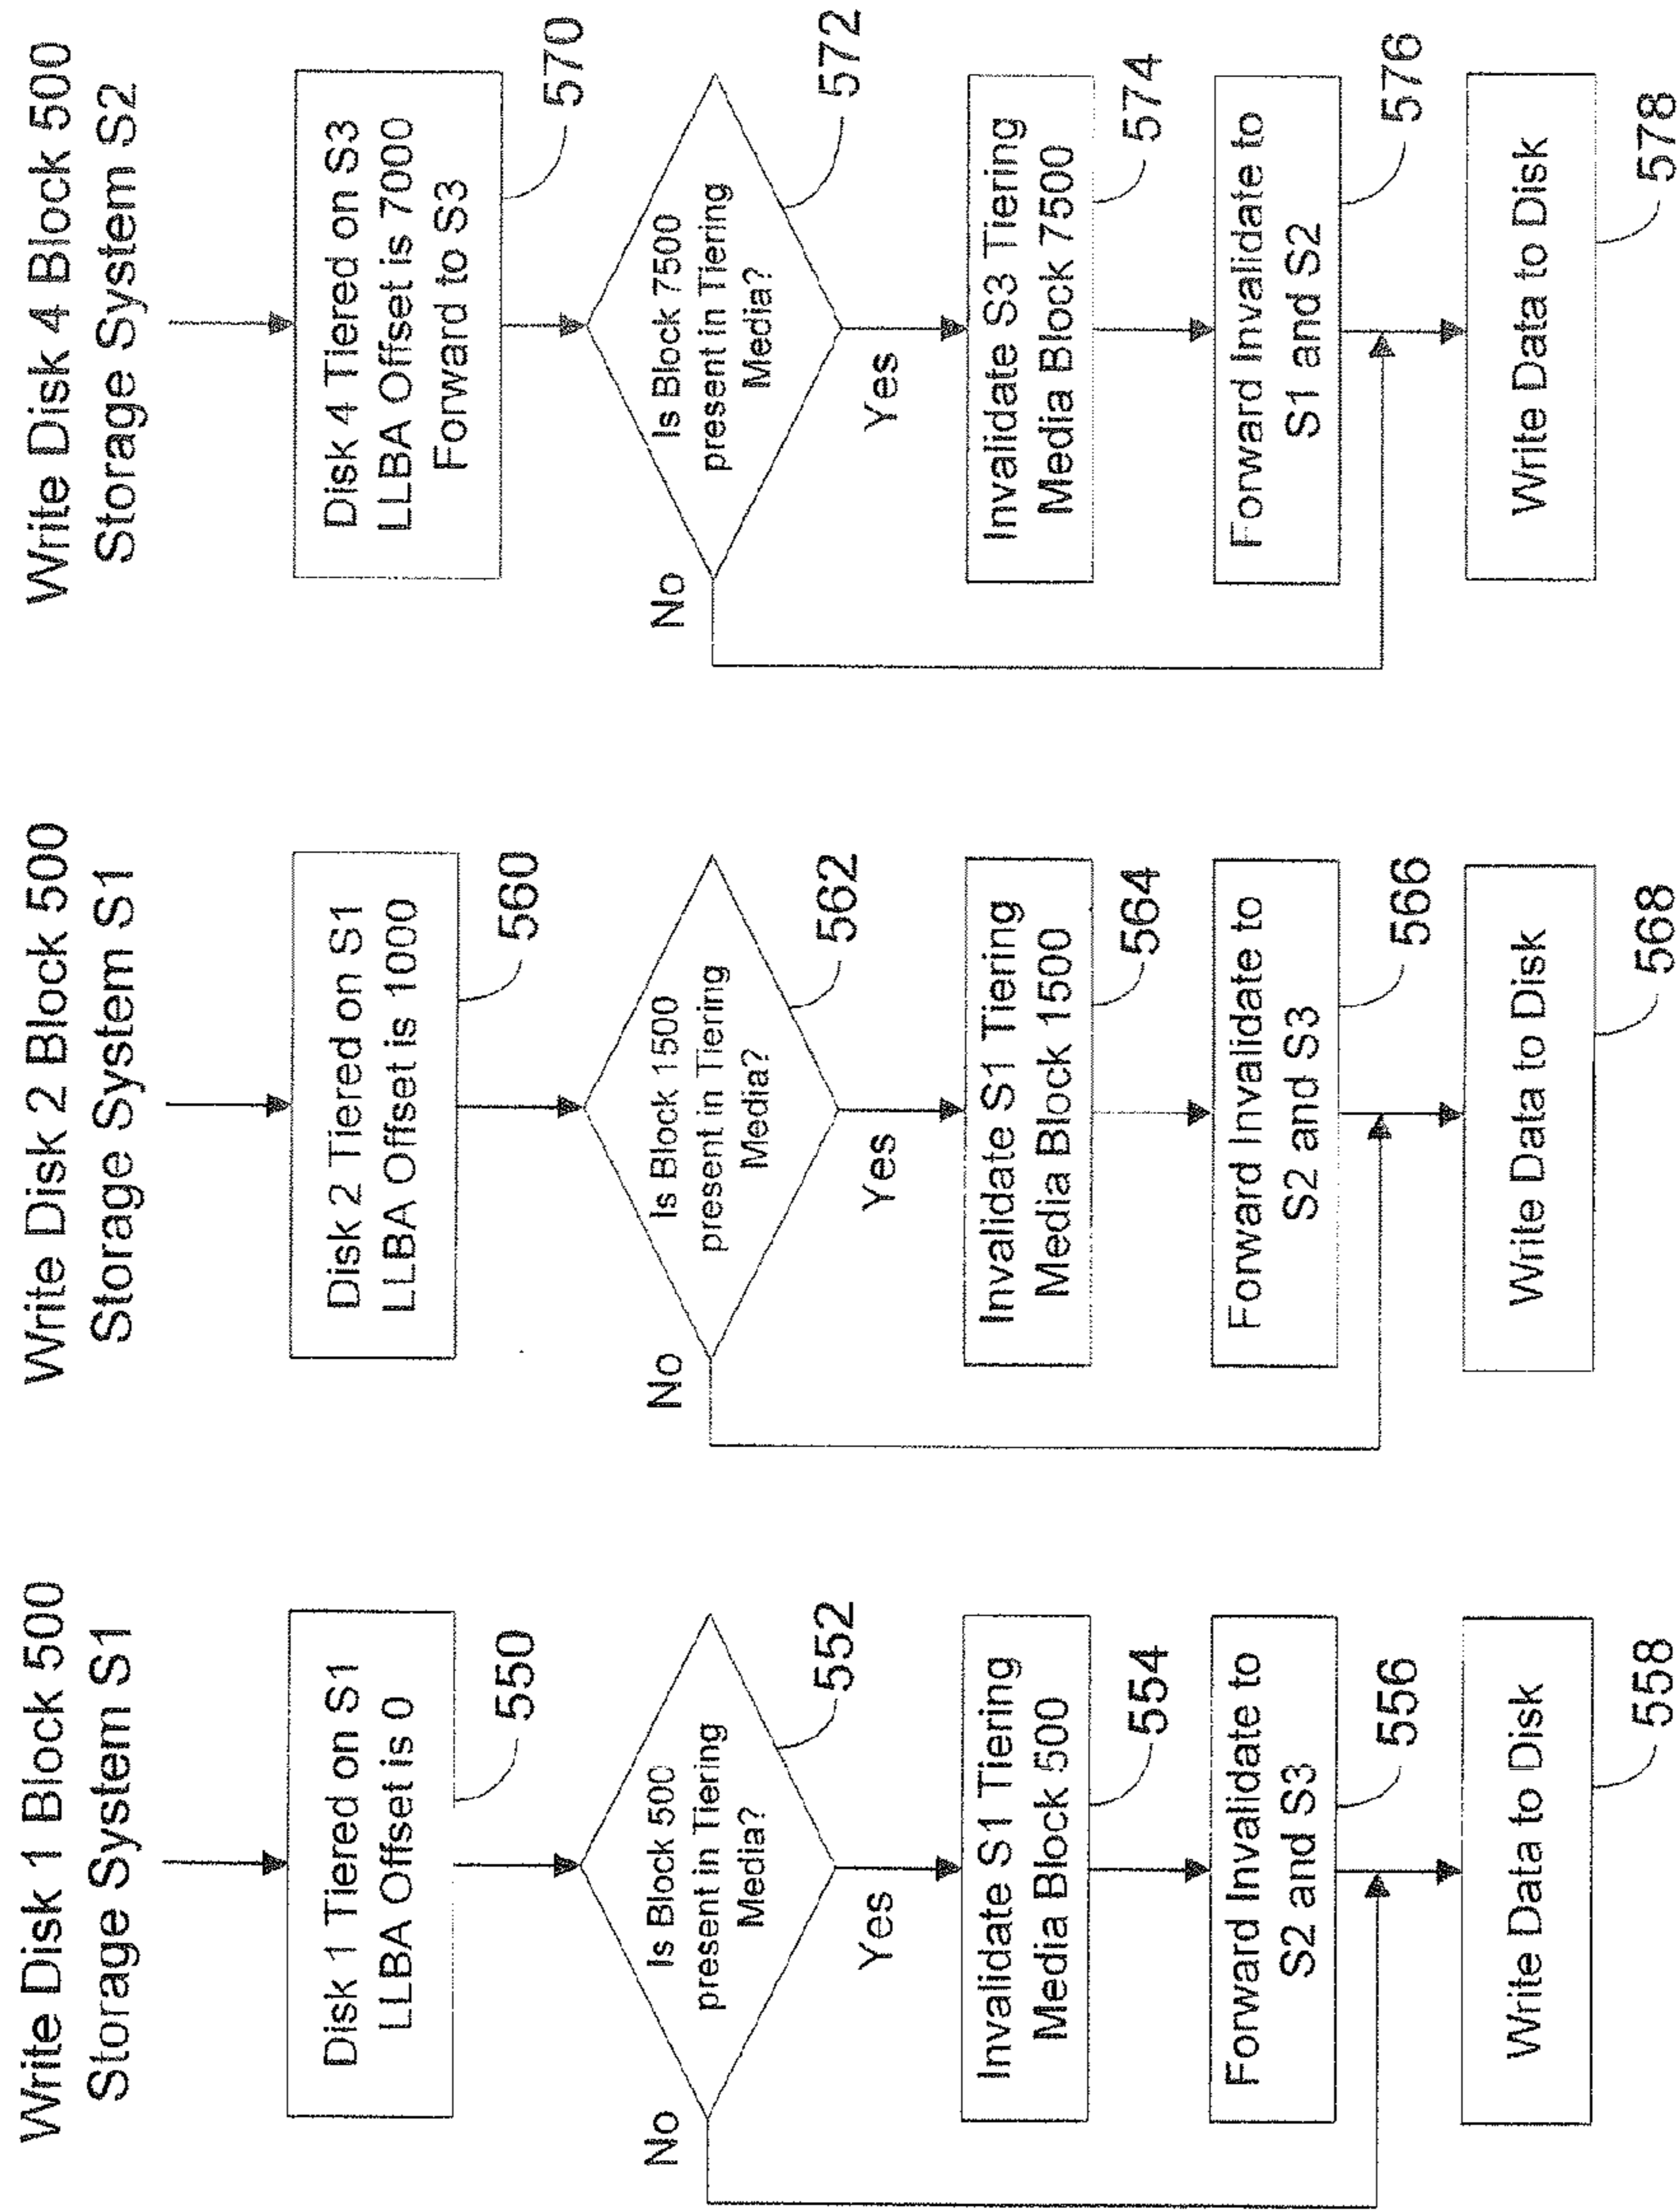 Write Disk 1 Block 500
Storage System S1
Disk 1 Tiered on S1
LLBA Offset is 0
550
Is Block 500
present in Tiering
Media?
552
No
Yes
Invalidate S1 Tiering
Media Block 500
554
Forward Invalidate to
S2 and S3
556
Write Data to Disk
558
Write Disk 2 Block 500
Storage System S1
Disk 2 Tiered on S1
LLBA Offset is 1000
560
Is Block 1500
present in Tiering
Media?
562
No
Yes
Invalidate S1 Tiering
Media Block 1500
564
Forward Invalidate to
S2 and S3
566
Write Data to Disk
568
Write Disk 4 Block 500
Storage System S2
Disk 4 Tiered on S3
LLBA Offset is 7000
Forward to S3
570
Is Block 7500
present in Tiering
Media?
572
No
Yes
Invalidate S3 Tiering
Media Block 7500
574
Forward Invalidate to
S1 and S2
576
Write Data to Disk
578